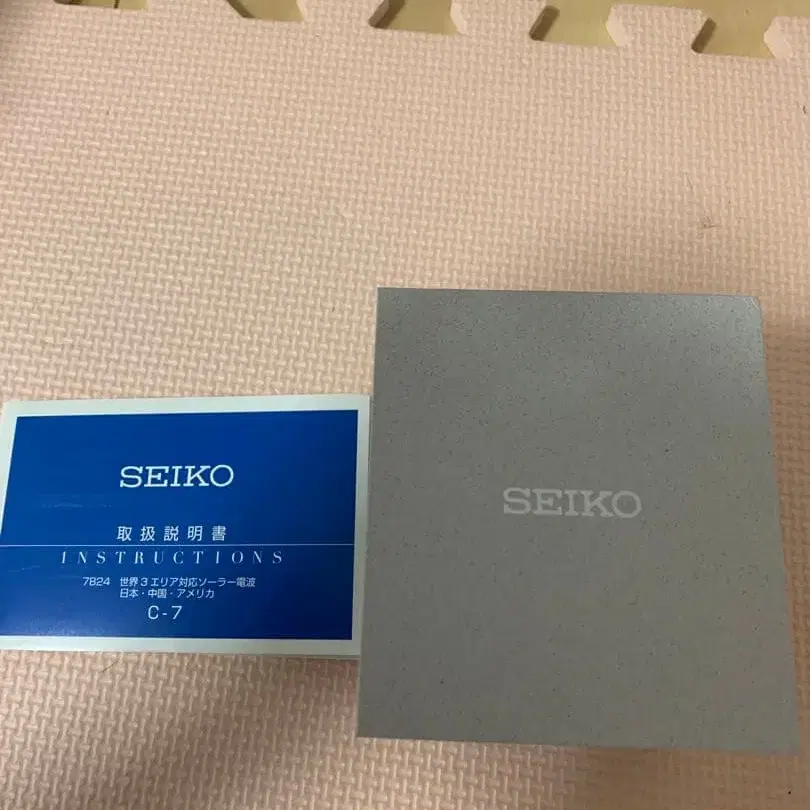 SEIKO
取扱説明書
INSTRUCTIONS
7B24 世界3エリア対応ソーラー電波
日本・中国・アメリカ
C-7
SEIKO